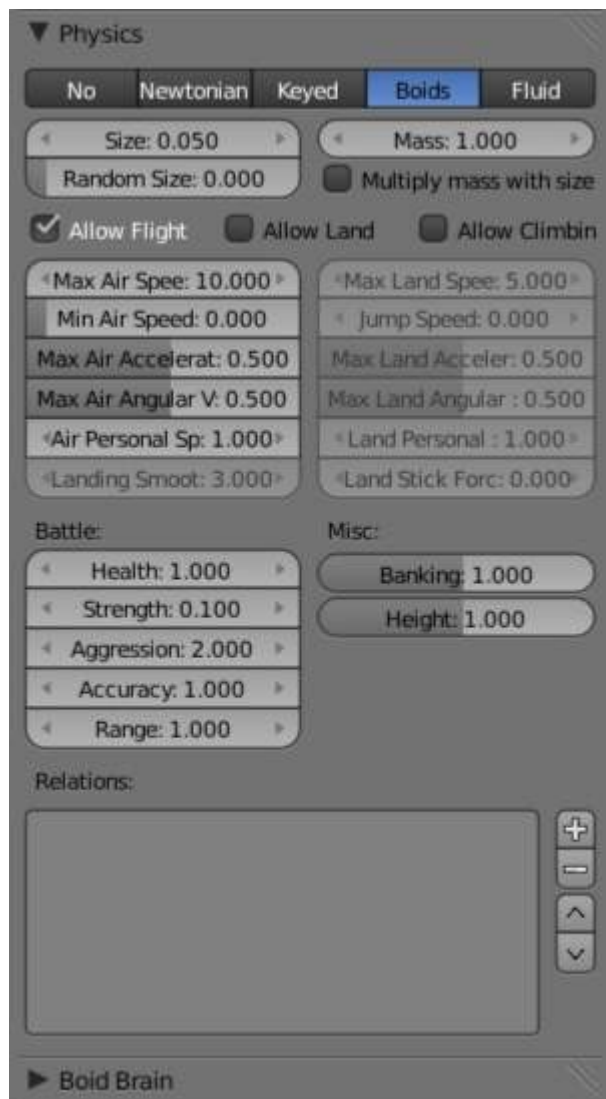 Physics
No Newtonian Keyed Boids Fluid
Size: 0.050 Mass: 1.000
Random Size: 0.000 Multiply mass with size
Allow Flight Allow Land Allow Climbin
Max Air Spee: 10.000 Max Land Spee: 5.000
Min Air Speed: 0.000 Jump Speed: 0.000
Max Air Accelerat: 0.500 Max Land Acceler: 0.500
Max Air Angular V: 0.500 Max Land Angular : 0.500
Air Personal Sp: 1.000 Land Personal : 1.000
Landing Smoot: 3.000 Land Stick Forc: 0.000
Battle: Misc:
Health: 1.000 Banking: 1.000
Strength: 0.100 Height: 1.000
Aggression: 2.000
Accuracy: 1.000
Range: 1.000
Relations:
Boid Brain